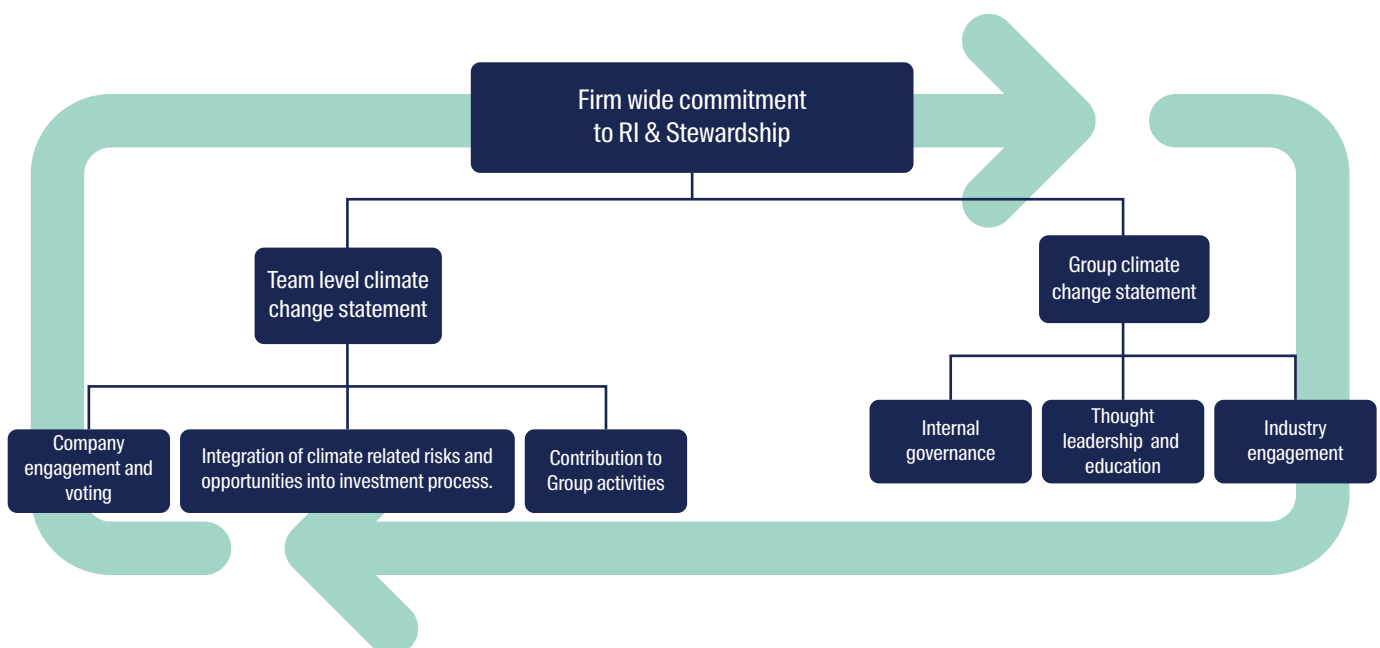 Firm wide commitment
to RI & Stewardship
Team level climate
change statement
Group climate
change statement
Company
engagement and
voting
Integration of climate related risks and
opportunities into investment process.
Contribution to
Group activities
Internal
governance
Thought
leadership and
education
Industry
engagement